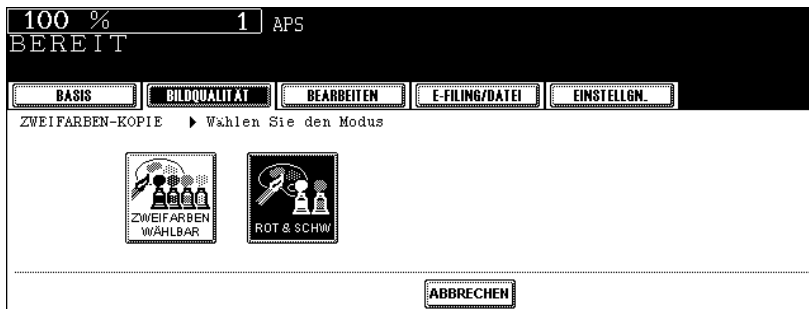 100 % 1 APS
BEREIT
BASIS BILDQUALITÄT BEARBEITEN E-FILING/DATEI EINSTELLGN.
ZWEIFARBEN-KOPIE ▶ Wählen Sie den Modus
ZWEIFARBEN
WÄHLBAR
ROT & SCHW
ABBRECHEN